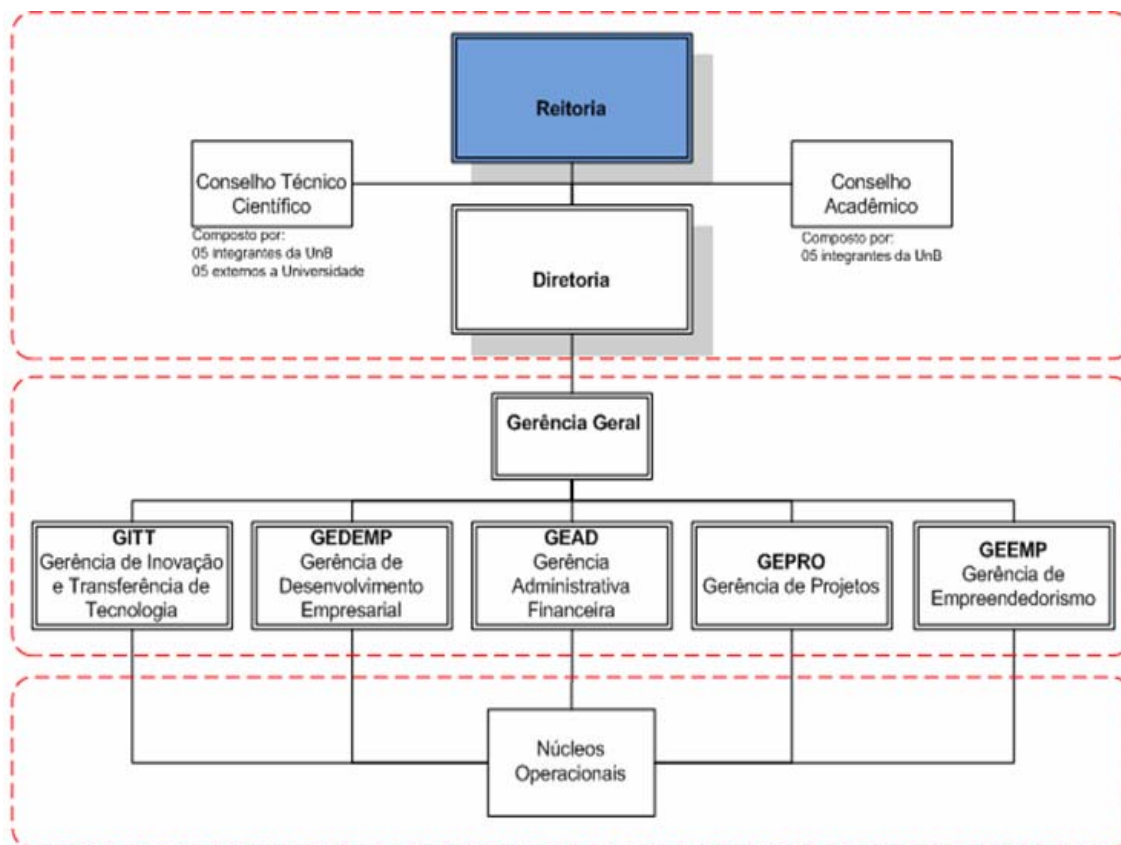 Reitoria
Conselho Técnico
Científico
Composto por:
05 integrantes da UnB
05 externos a Universidade
Conselho
Acadêmico
Composto por:
05 integrantes da UnB
Diretoria
Gerência Geral
GITT
Gerência de Inovação
e Transferência de
Tecnologia
GEDEMP
Gerência de
Desenvolvimento
Empresarial
GEAD
Gerência
Administrativa
Financeira
GEPRO
Gerência de Projetos
GEEMP
Gerência de
Empreendedorismo
Núcleos
Operacionais